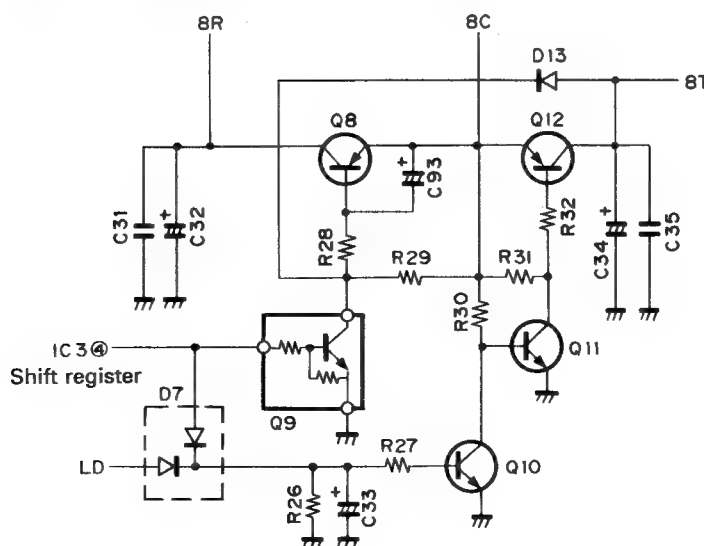 8R
8C
D13
8T
Q8
Q12
+
C31
+
C32
C93
R32
+
C34
C35
R28
R29
R31
R30
Q11
IC3④
Shift register
Q9
D7
LD
R27
Q10
R26
+
C33